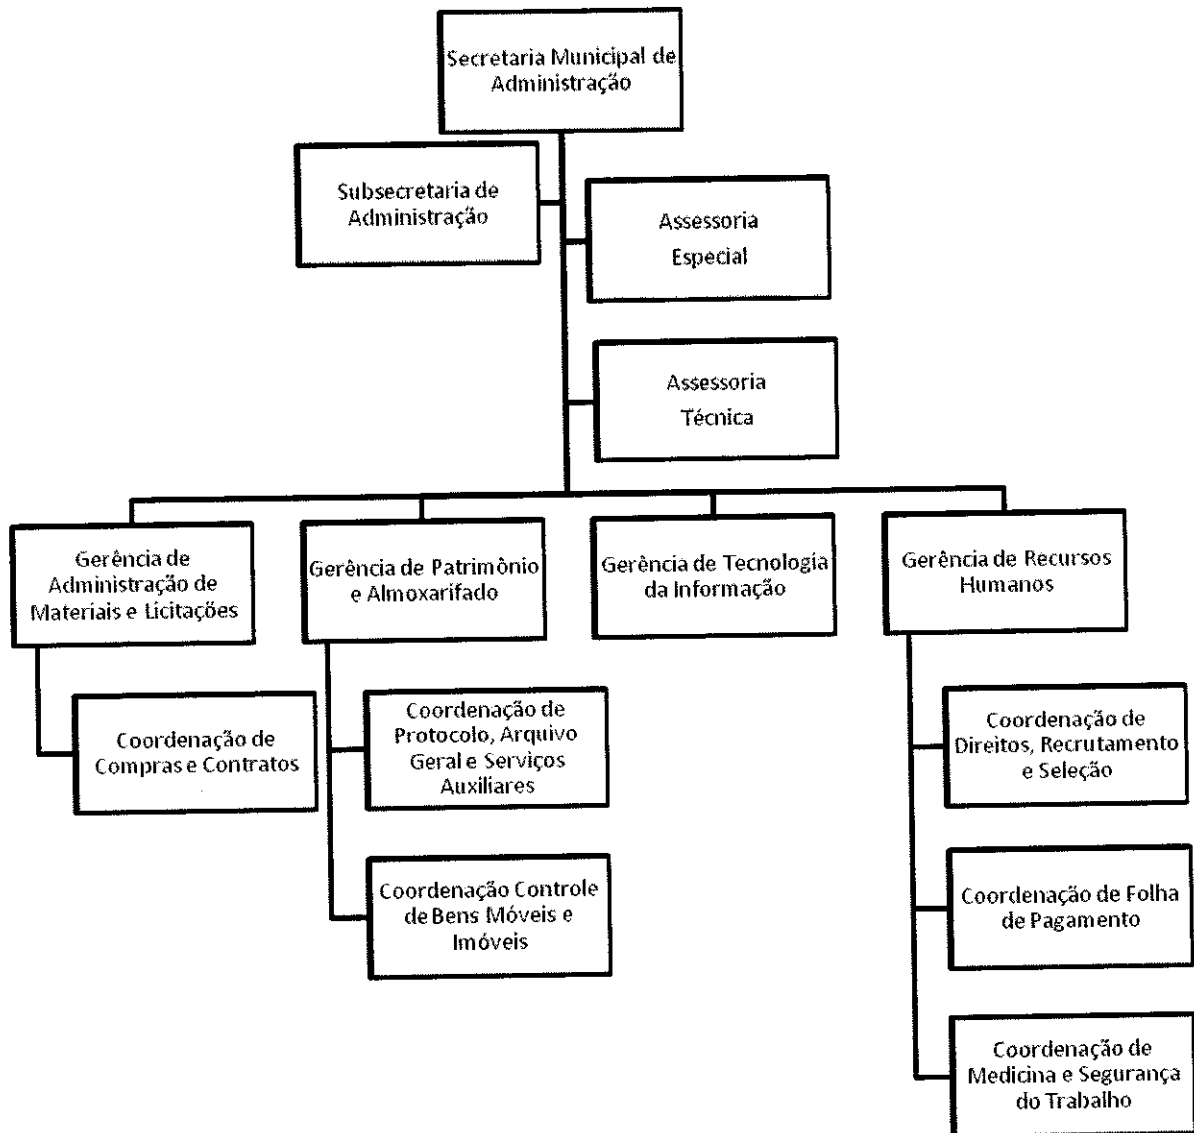 Secretaria Municipal de
Administração
Subsecretaria de
Administração
Assessoria
Especial
Assessoria
Técnica
Gerência de
Administração de
Materiais e Licitações
Gerência de Patrimônio
e Almoxarifado
Gerência de Tecnologia
da Informação
Gerência de Recursos
Humanos
Coordenação de
Compras e Contratos
Coordenação de
Protocolo, Arquivo
Geral e Serviços
Auxiliares
Coordenação Controle
de Bens Móveis e
Imóveis
Coordenação de
Direitos, Recrutamento
e Seleção
Coordenação de Folha
de Pagamento
Coordenação de
Medicina e Segurança
do Trabalho